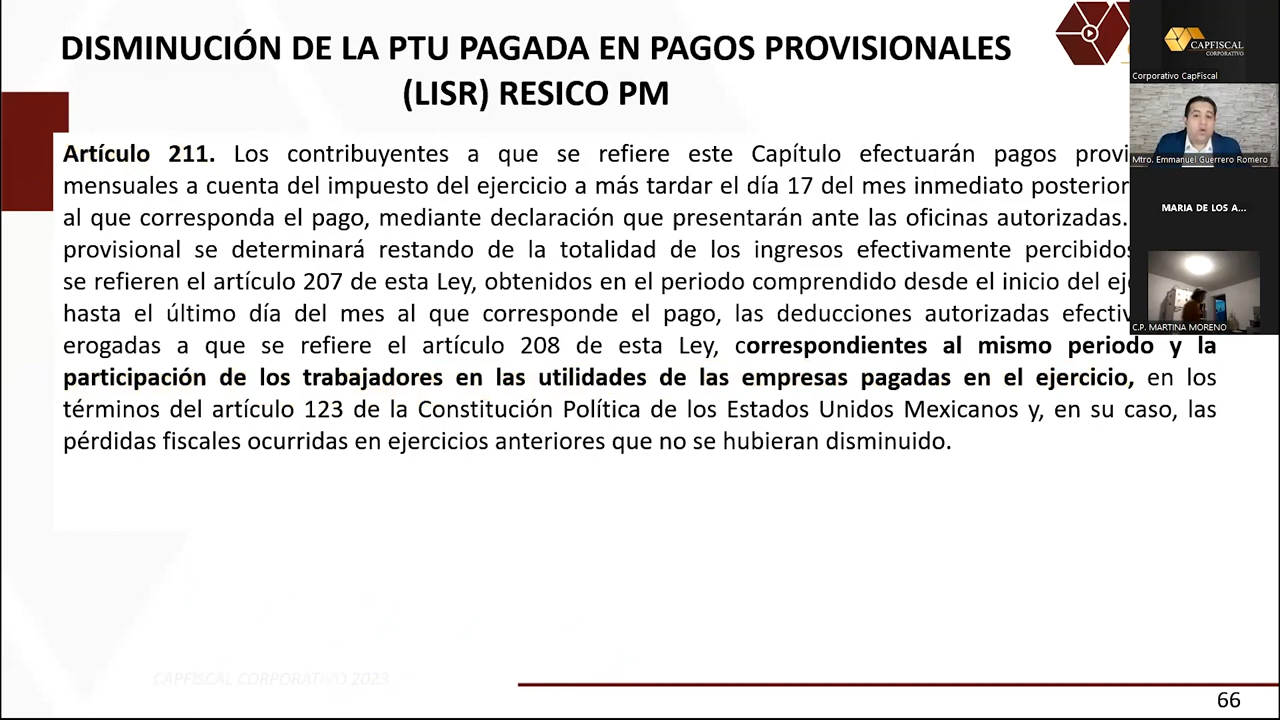 DISMINUCIÓN DE LA PTU PAGADA EN PAGOS PROVISIONALES
(LISR) RESICO PM
Artículo 211. Los contribuyentes a que se refiere este Capítulo efectuarán pagos
mensuales a cuenta del impuesto del ejercicio a más tardar el día 17 del mes inmediato posterior
al que corresponda el pago, mediante declaración que presentarán ante las oficinas autorizadas.
provisional se determinará restando de la totalidad de los ingresos efectivamente percibidos
se refieren el artículo 207 de esta Ley, obtenidos en el periodo comprendido desde el inicio del
hasta el último día del mes al que corresponde el pago, las deducciones autorizadas
erogadas a que se refiere el artículo 208 de esta Ley, correspondientes al mismo periodo y la
participación de los trabajadores en las utilidades de las empresas pagadas en el ejercicio, en los
términos del artículo 123 de la Constitución Política de los Estados Unidos Mexicanos y, en su caso, las
pérdidas fiscales ocurridas en ejercicios anteriores que no se hubieran disminuido.
CAPFISCAL CORPORATIVO 2023
66
CAPFISCAL
CORPORATIVO
Corporativo CapFiscal
Mtro. Emmanuel Guerrero Romero
MARIA DE LOS A...
C.P. MARTINA MORENO